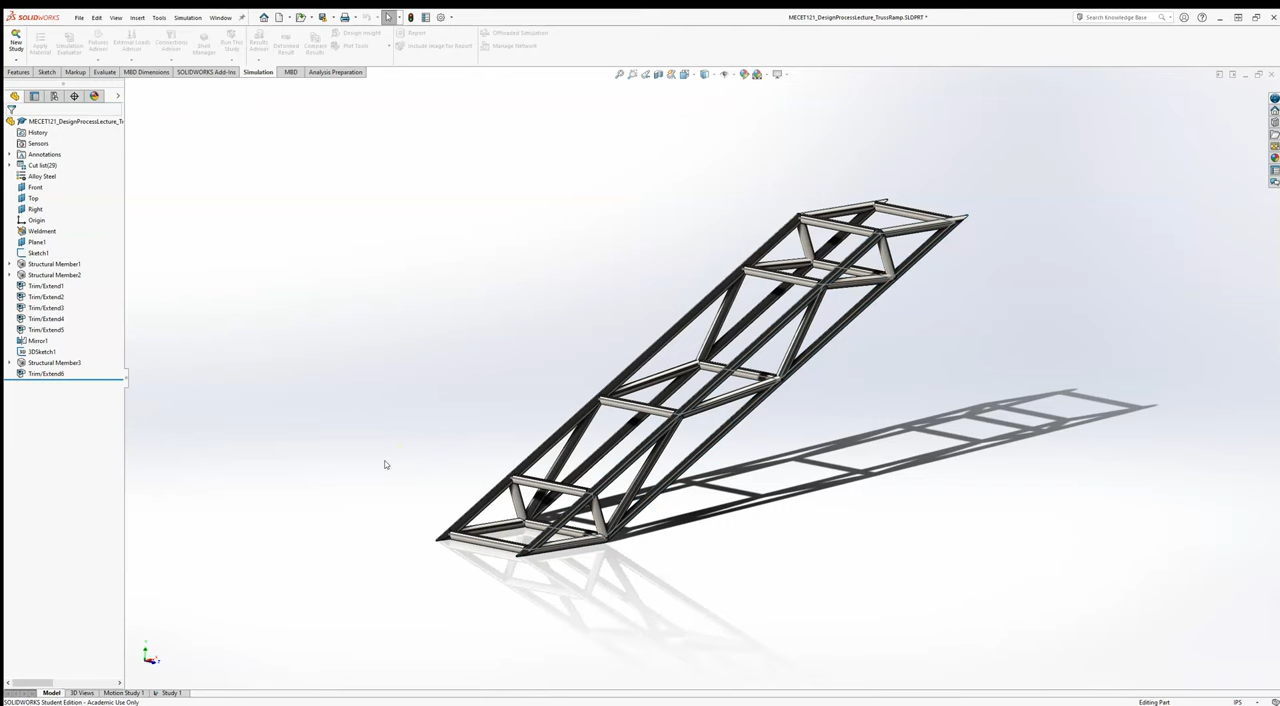 SOLIDWORKS File Edit View Insert Tools Simulation Window
MECET121_DesignProcessLecture_TrussRamp.SLDPRT *
Search Knowledge Base
New Study
Apply Material
Simulation Evaluator
Fixtures Advisor
External Loads Advisor
Connections Advisor
Shell Manager
Run This Study
Results Advisor
Deformed Result
Compare Results
Design Insight
Plot Tools
Report
Include Image for Report
Offloaded Simulation
Manage Network
Features Sketch Markup Evaluate MBD Dimensions SOLIDWORKS Add-Ins Simulation MBD Analysis Preparation
MECET121_DesignProcessLecture_Tr
History
Sensors
Annotations
Cut list(29)
Alloy Steel
Front
Top
Right
Origin
Weldment
Plane1
Sketch1
Structural Member1
Structural Member2
Trim/Extend1
Trim/Extend2
Trim/Extend3
Trim/Extend4
Trim/Extend5
Mirror1
3DSketch1
Structural Member3
Trim/Extend6
Model 3D Views Motion Study 1 Study 1
SOLIDWORKS Student Edition - Academic Use Only
Editing Part
IPS